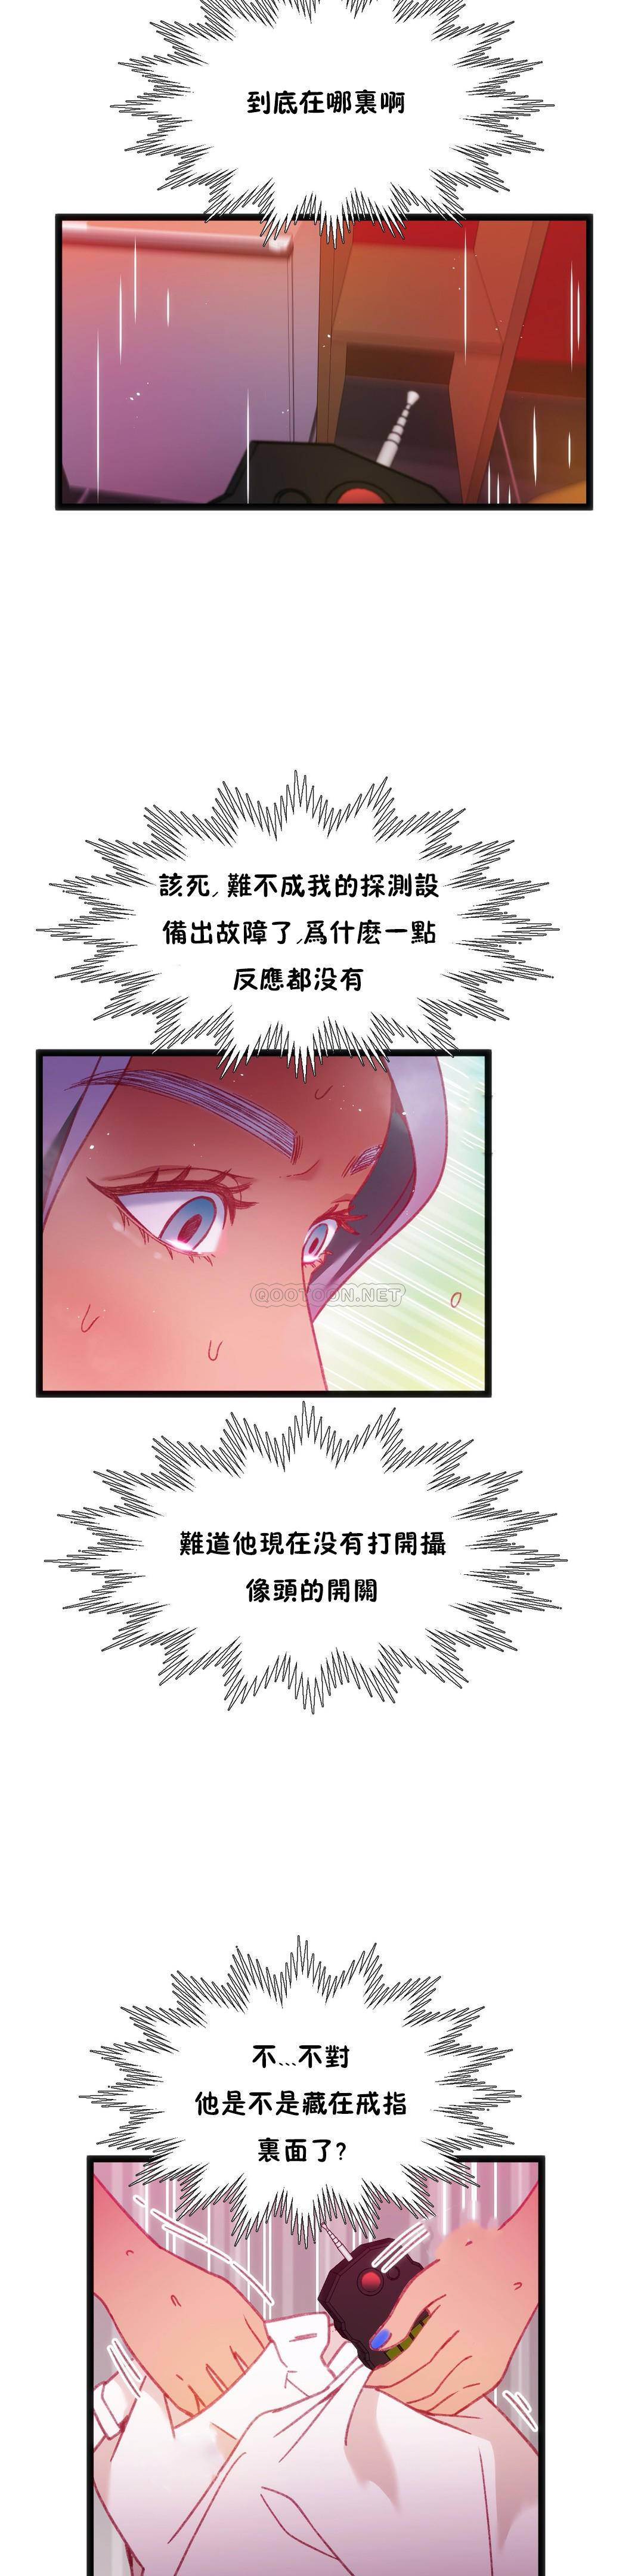 到底在哪裏啊
該死, 難不成我的探測設
備出故障了,爲什麽一點
反應都没有
QOOTOON.NET
難道他現在没有打開攝
像頭的開關
不...不對
他是不是藏在戒指
裏面了?